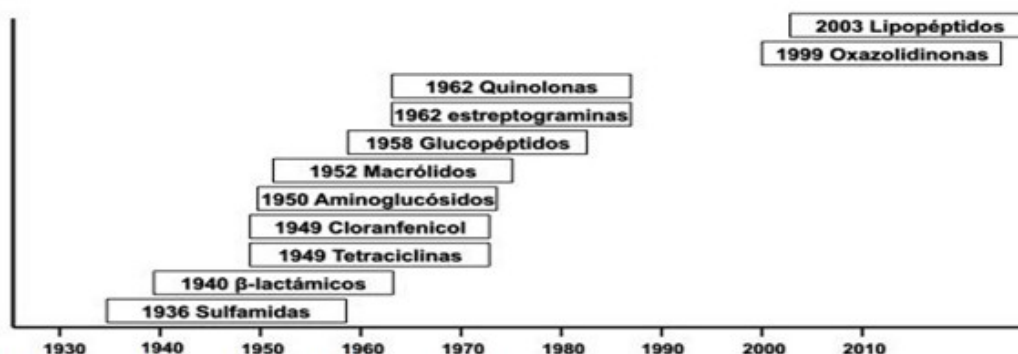 2003 Lipopéptidos
1999 Oxazolidinonas
1962 Quinolonas
1962 estreptograminas
1958 Glucopéptidos
1952 Macrólidos
1950 Aminoglucósidos
1949 Cloranfenicol
1949 Tetraciclinas
1940 β-lactámicos
1936 Sulfamidas
1930 1940 1950 1960 1970 1980 1990 2000 2010